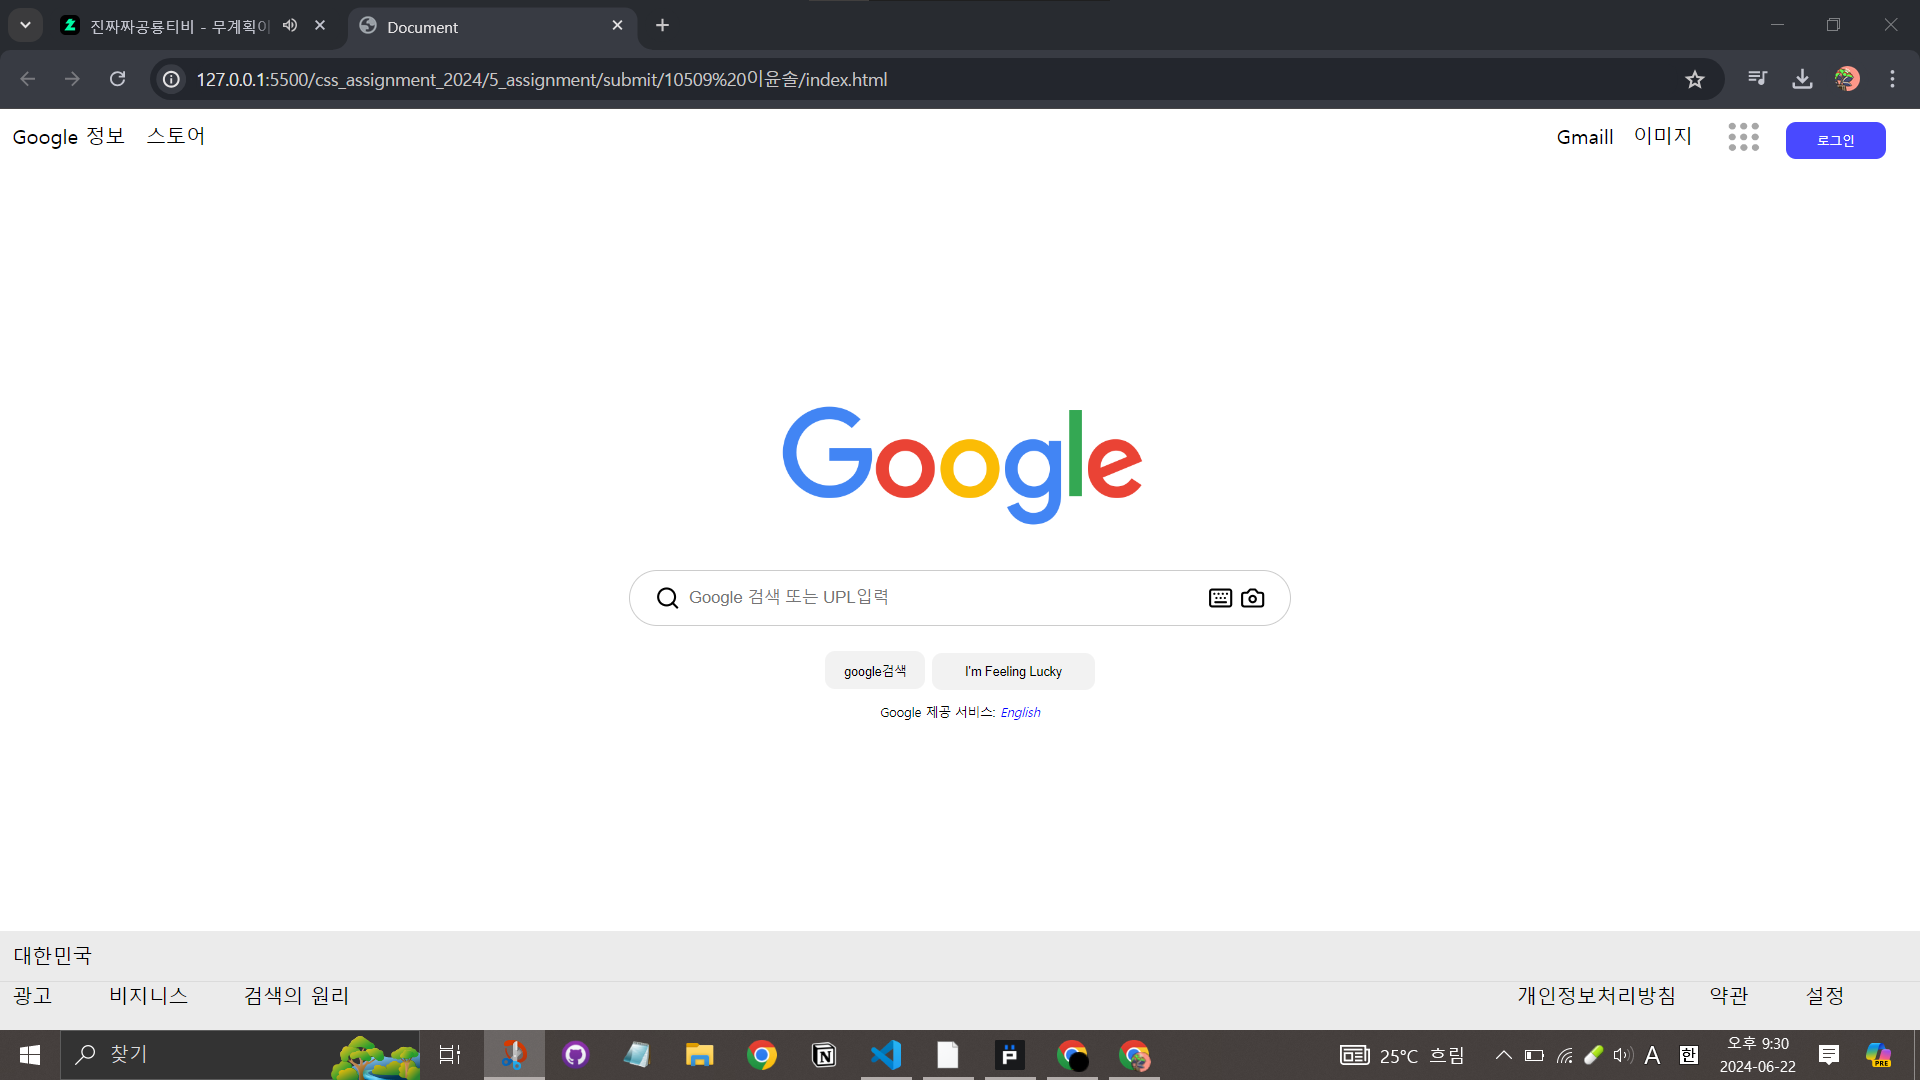 진짜짜공룡티비 - 무계획이
Document
127.0.0.1:5500/css_assignment_2024/5_assignment/submit/10509%20이윤솔/index.html
Google 정보 스토어
Gmaill 이미지 로그인
Google
Google 검색 또는 UPL입력
google검색 I'm Feeling Lucky
Google 제공 서비스: English
대한민국
광고 비지니스 검색의 원리
개인정보처리방침 약관 설정
찾기
25°C 흐림
A 한
오후 9:30
2024-06-22
PRE